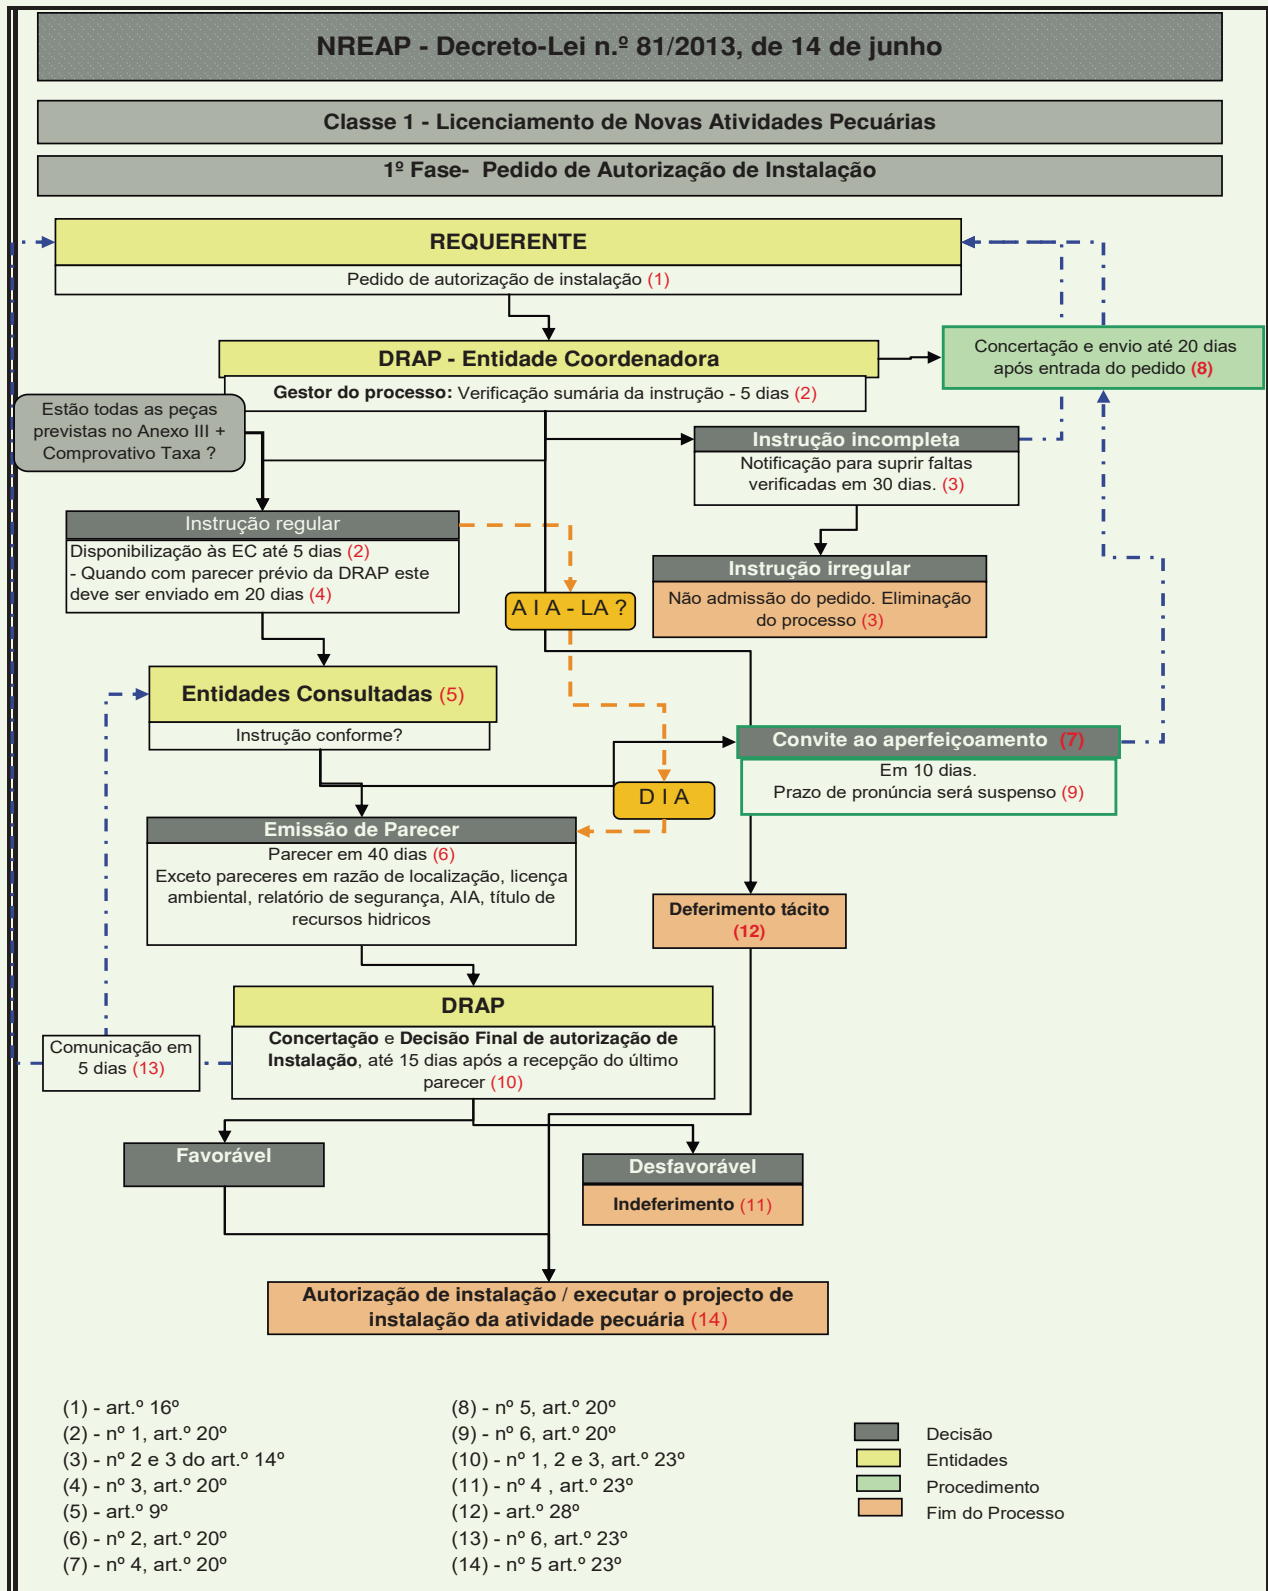 NREAP - Decreto-Lei n.º 81/2013, de 14 de junho
Classe 1 - Licenciamento de Novas Atividades Pecuárias
1º Fase- Pedido de Autorização de Instalação
REQUERENTE
Pedido de autorização de instalação (1)
DRAP - Entidade Coordenadora
Gestor do processo: Verificação sumária da instrução - 5 dias (2)
Concertação e envio até 20 dias
após entrada do pedido (8)
Estão todas as peças
previstas no Anexo III +
Comprovativo Taxa ?
Instrução incompleta
Notificação para suprir faltas
verificadas em 30 dias. (3)
Instrução regular
Disponibilização às EC até 5 dias (2)
- Quando com parecer prévio da DRAP este
deve ser enviado em 20 dias (4)
Instrução irregular
Não admissão do pedido. Eliminação
do processo (3)
A I A - LA ?
Entidades Consultadas (5)
Instrução conforme?
Convite ao aperfeiçoamento (7)
Em 10 dias.
Prazo de pronúncia será suspenso (9)
D I A
Emissão de Parecer
Parecer em 40 dias (6)
Exceto pareceres em razão de localização, licença
ambiental, relatório de segurança, AIA, título de
recursos hidricos
Deferimento tácito
(12)
DRAP
Concertação e Decisão Final de autorização de
Instalação, até 15 dias após a recepção do último
parecer (10)
Comunicação em
5 dias (13)
Favorável
Desfavorável
Indeferimento (11)
Autorização de instalação / executar o projecto de
instalação da atividade pecuária (14)
(1) - art.º 16º
(2) - nº 1, art.º 20º
(3) - nº 2 e 3 do art.º 14º
(4) - nº 3, art.º 20º
(5) - art.º 9º
(6) - nº 2, art.º 20º
(7) - nº 4, art.º 20º
(8) - nº 5, art.º 20º
(9) - nº 6, art.º 20º
(10) - nº 1, 2 e 3, art.º 23º
(11) - nº 4 , art.º 23º
(12) - art.º 28º
(13) - nº 6, art.º 23º
(14) - nº 5 art.º 23º
Decisão
Entidades
Procedimento
Fim do Processo